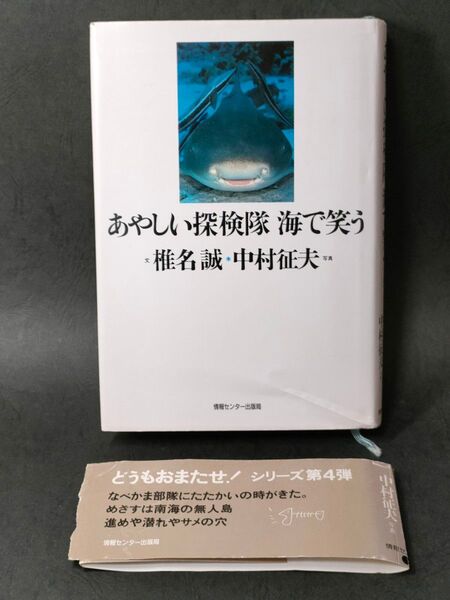 あやしい探検隊 海で笑う
文 椎名誠・中村征夫 写真
情報センター出版局
どうもおまたせ! シリーズ第4弾
なべかま部隊にたたかいの時がきた。
めざすは南海の無人島
進めや潜れやサメの穴
情報センター出版局
中村征夫